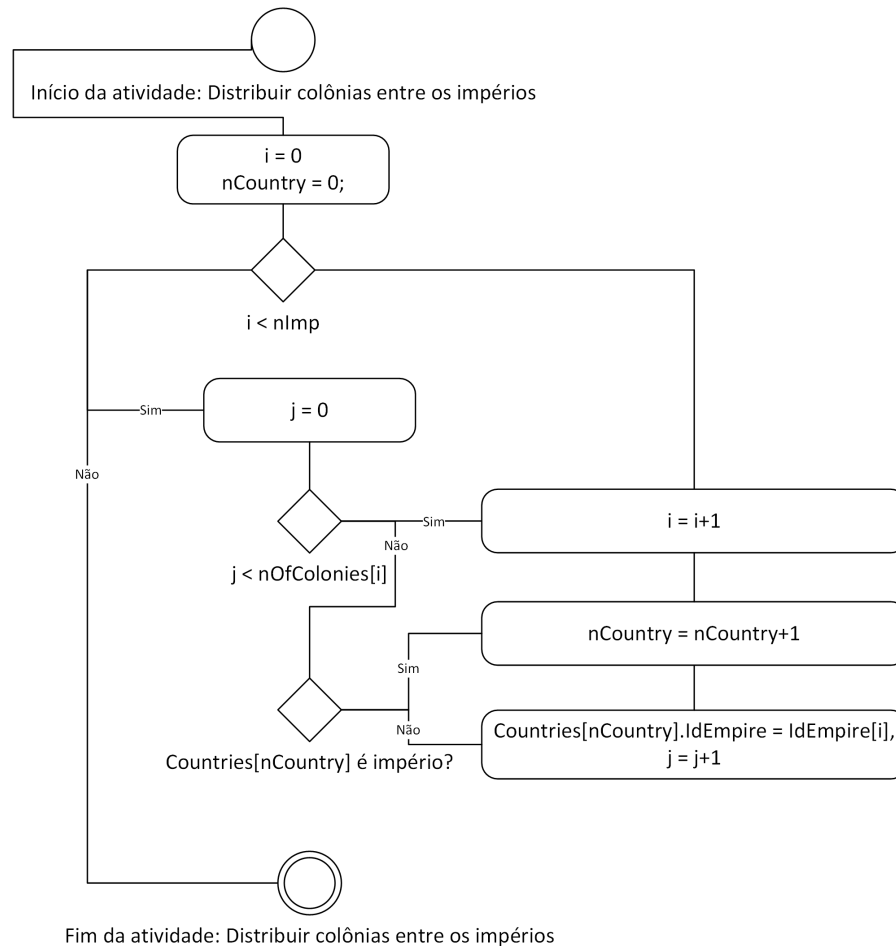 Início da atividade: Distribuir colônias entre os impérios
i = 0
nCountry = 0;
i < nImp
Sim
j = 0
Não
Sim
i = i+1
Não
j < nOfColonies[i]
nCountry = nCountry+1
Sim
Não
Countries[nCountry].IdEmpire = IdEmpire[i],
j = j+1
Countries[nCountry] é império?
Fim da atividade: Distribuir colônias entre os impérios